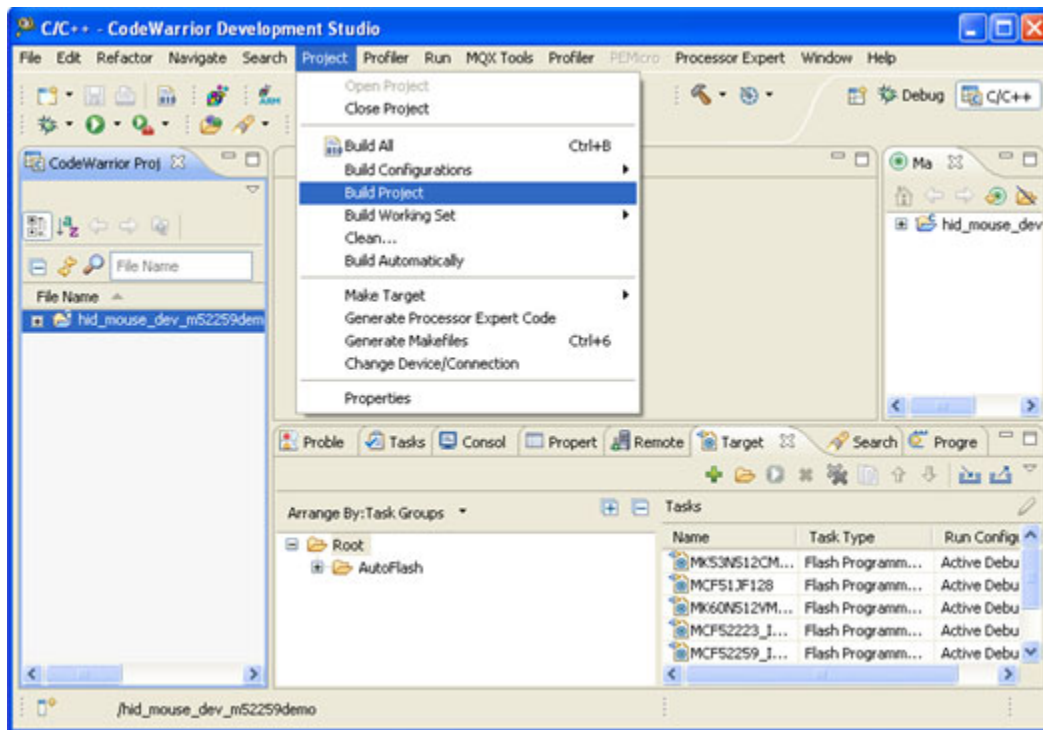 C/C++ - CodeWarrior Development Studio
File Edit Refactor Navigate Search Project Profiler Run MQX Tools Profiler PEMicro Processor Expert Window Help
Open Project
Close Project
Build All Ctrl+B
Build Configurations
Build Project
Build Working Set
Clean...
Build Automatically
Make Target
Generate Processor Expert Code
Generate Makefiles Ctrl+6
Change Device/Connection
Properties
Debug C/C++
CodeWarrior Proj
File Name
File Name
hid_mouse_dev_m52259dem
Ma
hid_mouse_dev
Proble Tasks Consol Propert Remote Target Search Progre
Arrange By:Task Groups
Root
AutoFlash
Tasks
Name Task Type Run Config
MK53N512CM... Flash Programm... Active Debu
MCF51JF128 Flash Programm... Active Debu
MK60N512VM... Flash Programm... Active Debu
MCF52223_I... Flash Programm... Active Debu
MCF52259_I... Flash Programm... Active Debu
/hid_mouse_dev_m52259demo